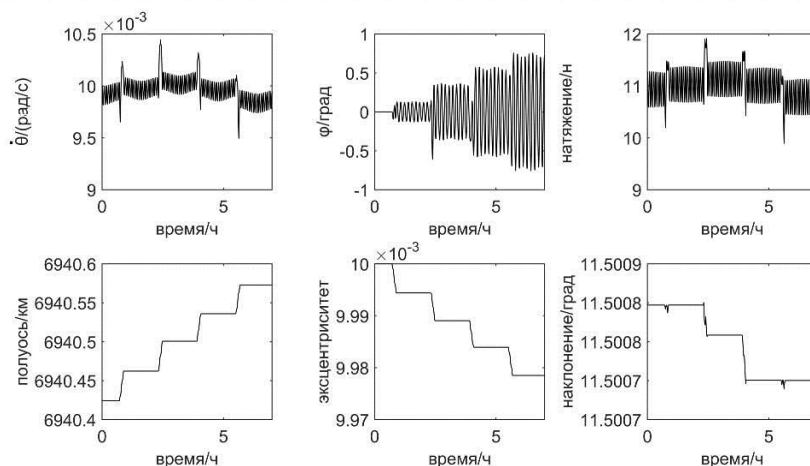 ×10⁻³
10.5
10
9.5
9
θ̇/(рад/с)
0 5
время/ч
1
0.5
0
-0.5
-1
φ/град
0 5
время/ч
12
11
10
9
натяжение/н
0 5
время/ч
6940.6
6940.55
6940.5
6940.45
6940.4
полуось/км
0 5
время/ч
×10⁻³
10
9.99
9.98
9.97
эксцентриситет
0 5
время/ч
11.5009
11.5008
11.5008
11.5007
11.5007
наклонение/град
0 5
время/ч